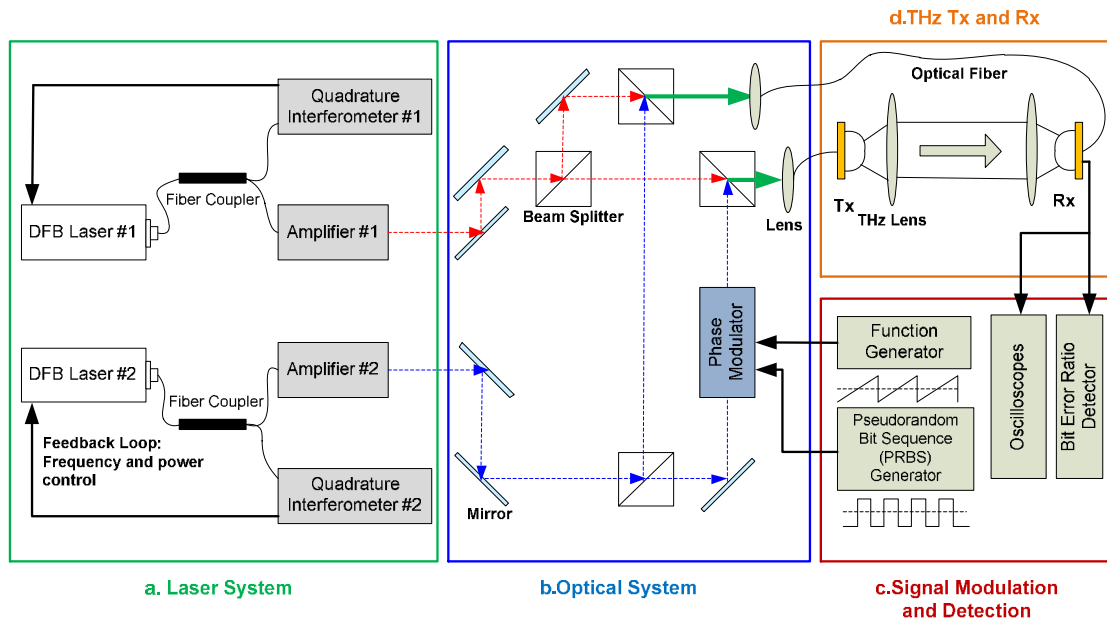 d.THz Tx and Rx
Quadrature
Interferometer #1
Fiber Coupler
DFB Laser #1
Amplifier #1
DFB Laser #2
Amplifier #2
Fiber Coupler
Feedback Loop:
Frequency and power
control
Quadrature
Interferometer #2
a. Laser System
Beam Splitter
Lens
Phase
Modulator
Mirror
b.Optical System
Optical Fiber
Tx
THz Lens
Rx
Function
Generator
Pseudorandom
Bit Sequence
(PRBS)
Generator
Oscilloscopes
Bit Error Ratio
Detector
c.Signal Modulation
and Detection